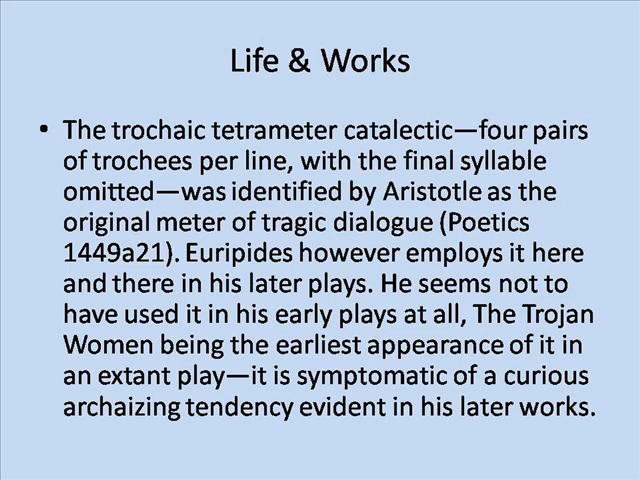 Life & Works
• The trochaic tetrameter catalectic—four pairs
of trochees per line, with the final syllable
omitted—was identified by Aristotle as the
original meter of tragic dialogue (Poetics
1449a21). Euripides however employs it here
and there in his later plays. He seems not to
have used it in his early plays at all, The Trojan
Women being the earliest appearance of it in
an extant play—it is symptomatic of a curious
archaizing tendency evident in his later works.